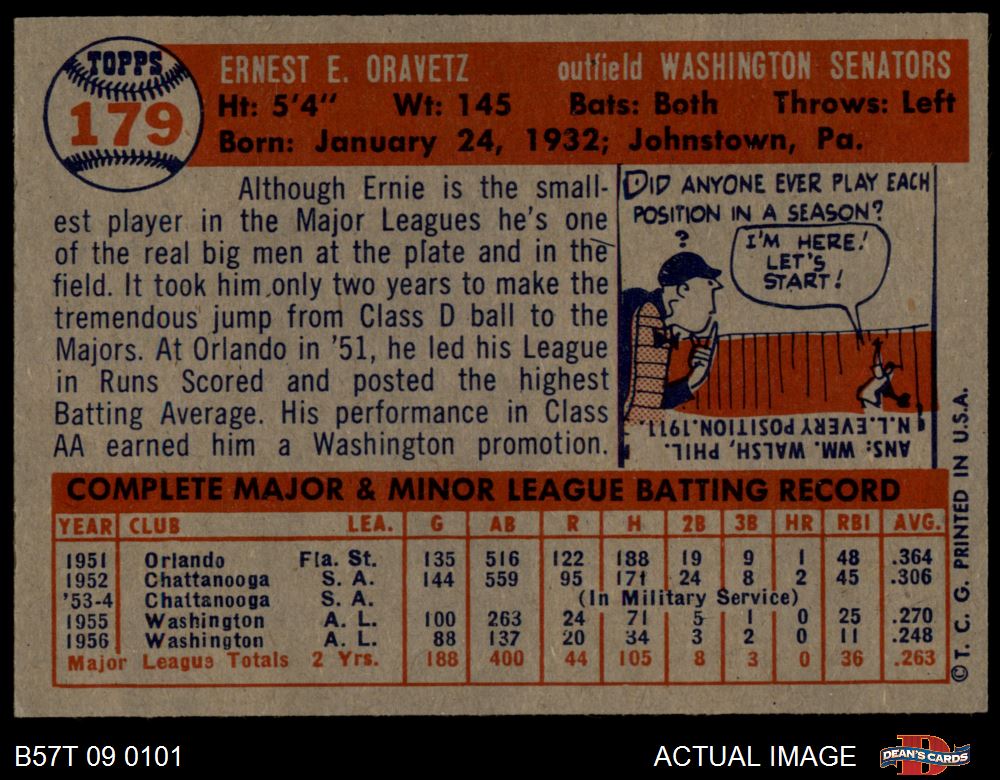 TOPPS
179
ERNEST E. ORAVETZ outfield WASHINGTON SENATORS
Ht: 5'4" Wt: 145 Bats: Both Throws: Left
Born: January 24, 1932; Johnstown, Pa.
Although Ernie is the small-
est player in the Major Leagues he's one
of the real big men at the plate and in the
field. It took him only two years to make the
tremendous jump from Class D ball to the
Majors. At Orlando in '51, he led his League
in Runs Scored and posted the highest
Batting Average. His performance in Class
AA earned him a Washington promotion.
DID ANYONE EVER PLAY EACH
POSITION IN A SEASON?
?
I'M HERE!
LET'S
START!
ANS: WM. WALSH, PHIL.
N.L. EVERY POSITION. 1911
COMPLETE MAJOR & MINOR LEAGUE BATTING RECORD
YEAR CLUB LEA. G AB R H 2B 3B HR RBI AVG.
1951 Orlando Fla. St. 135 516 122 188 19 9 1 48 .364
1952 Chattanooga S. A. 144 559 95 171 24 8 2 45 .306
'53-4 Chattanooga S. A. (In Military Service)
1955 Washington A. L. 100 263 24 71 5 1 0 25 .270
1956 Washington A. L. 88 137 20 34 3 2 0 11 .248
Major League Totals 2 Yrs. 188 400 44 105 8 3 0 36 .263
© T. C. G. PRINTED IN U.S.A.
B57T 09 0101
ACTUAL IMAGE
DEAN'S CARDS